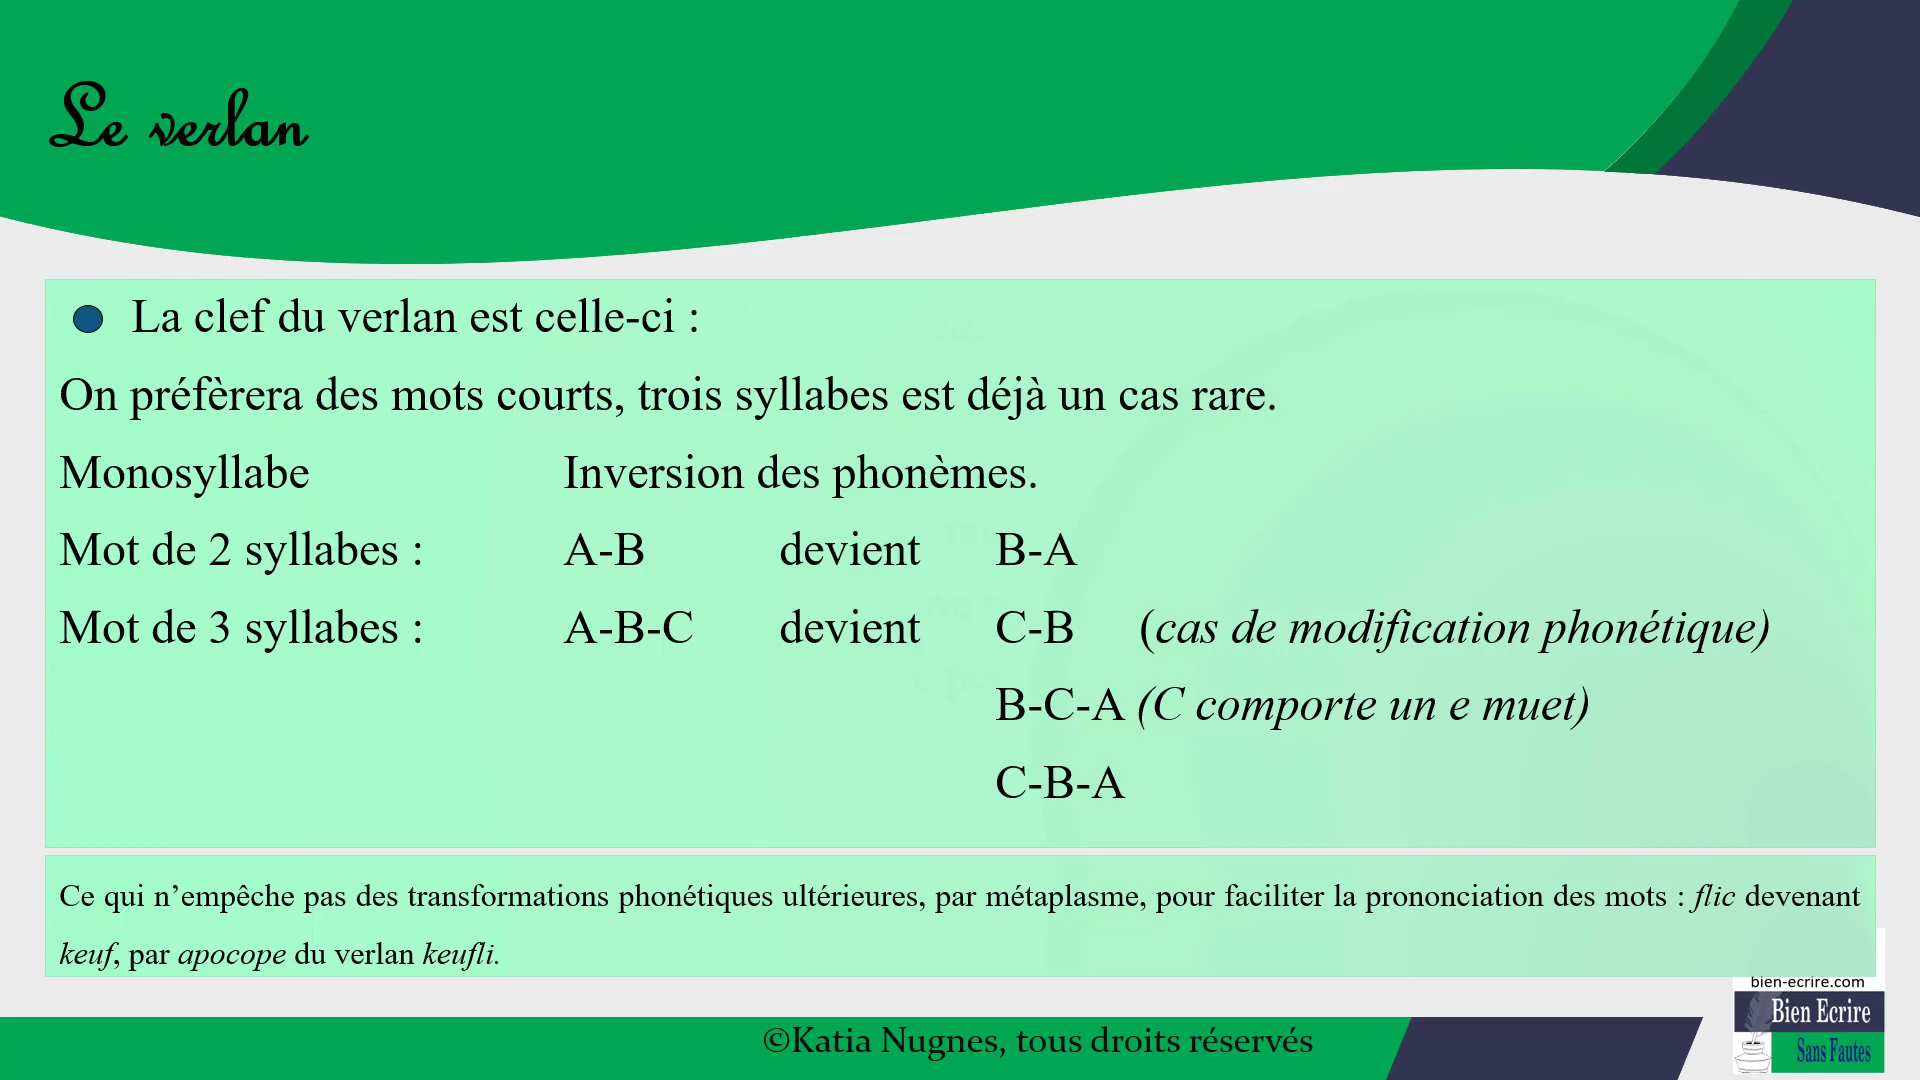 Le verlan
La clef du verlan est celle-ci :
On préfèrera des mots courts, trois syllabes est déjà un cas rare.
Monosyllabe Inversion des phonèmes.
Mot de 2 syllabes : A-B devient B-A
Mot de 3 syllabes : A-B-C devient C-B (cas de modification phonétique)
B-C-A (C comporte un e muet)
C-B-A
Ce qui n’empêche pas des transformations phonétiques ultérieures, par métaplasme, pour faciliter la prononciation des mots : flic devenant
keuf, par apocope du verlan keufli.
bien-ecrire.com
Bien Ecrire
Sans Fautes
©Katia Nugnes, tous droits réservés